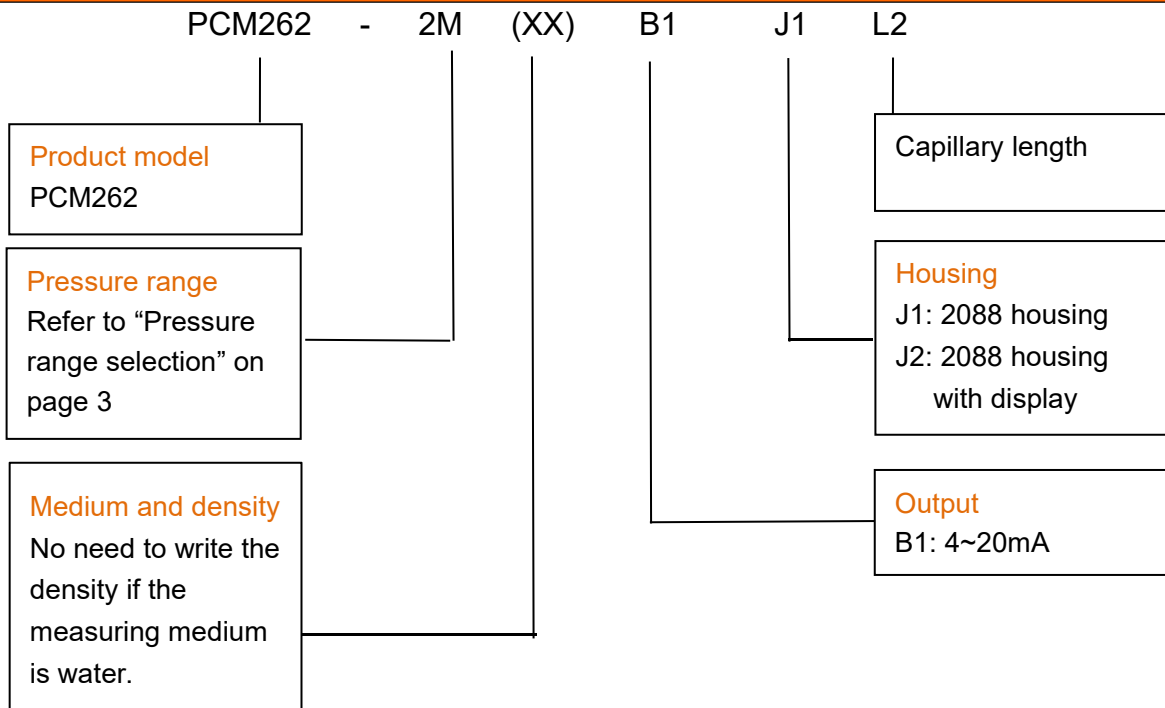 PCM262 - 2M (XX) B1 J1 L2
Product model
PCM262
Pressure range
Refer to “Pressure
range selection” on
page 3
Medium and density
No need to write the
density if the
measuring medium
is water.
Capillary length
Housing
J1: 2088 housing
J2: 2088 housing
with display
Output
B1: 4~20mA